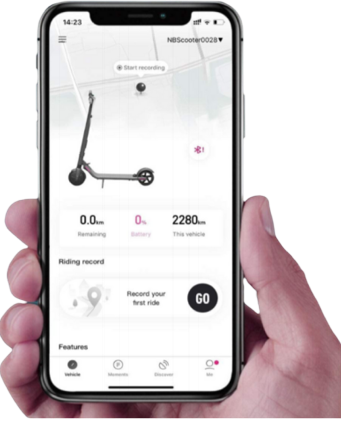 14:23
NBScooter0028▼
Start recording
0.0km
0%
2280km
Remaining
Battery
This vehicle
Riding record
Record your
first ride
GO
Features
Vehicle
Moments
Discover
Me